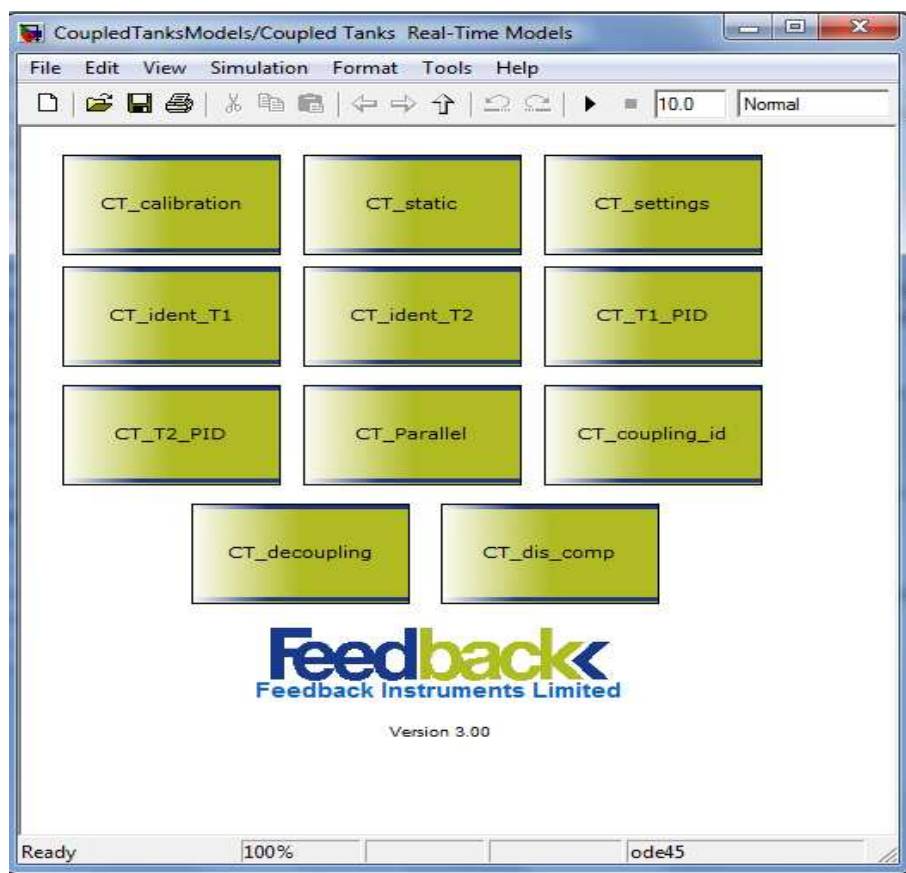 CoupledTanksModels/Coupled Tanks Real-Time Models
File Edit View Simulation Format Tools Help
10.0 Normal
CT_calibration CT_static CT_settings
CT_ident_T1 CT_ident_T2 CT_T1_PID
CT_T2_PID CT_Parallel CT_coupling_id
CT_decoupling CT_dis_comp
Feedback
Feedback Instruments Limited
Version 3.00
Ready 100% ode45